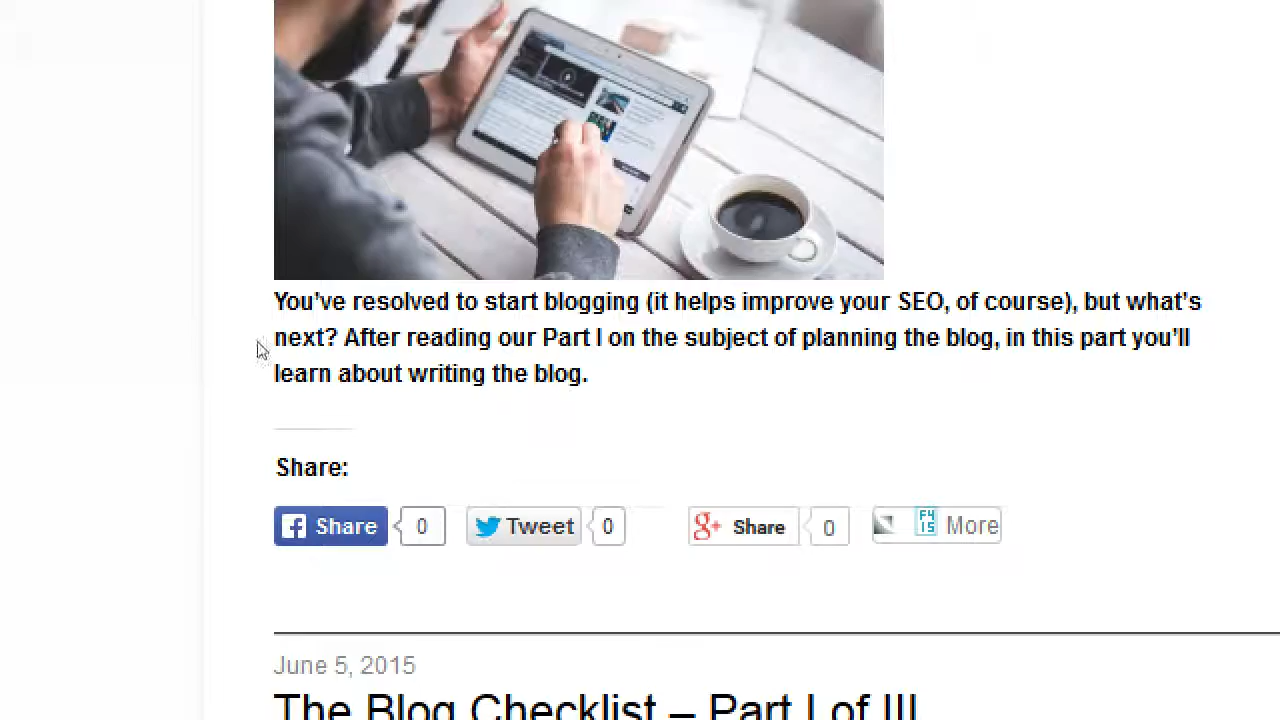 You've resolved to start blogging (it helps improve your SEO, of course), but what's
next? After reading our Part I on the subject of planning the blog, in this part you'll
learn about writing the blog.
Share:
Share 0 Tweet 0 g+ Share 0 F4 15 More
June 5, 2015
The Blog Checklist – Part I of III